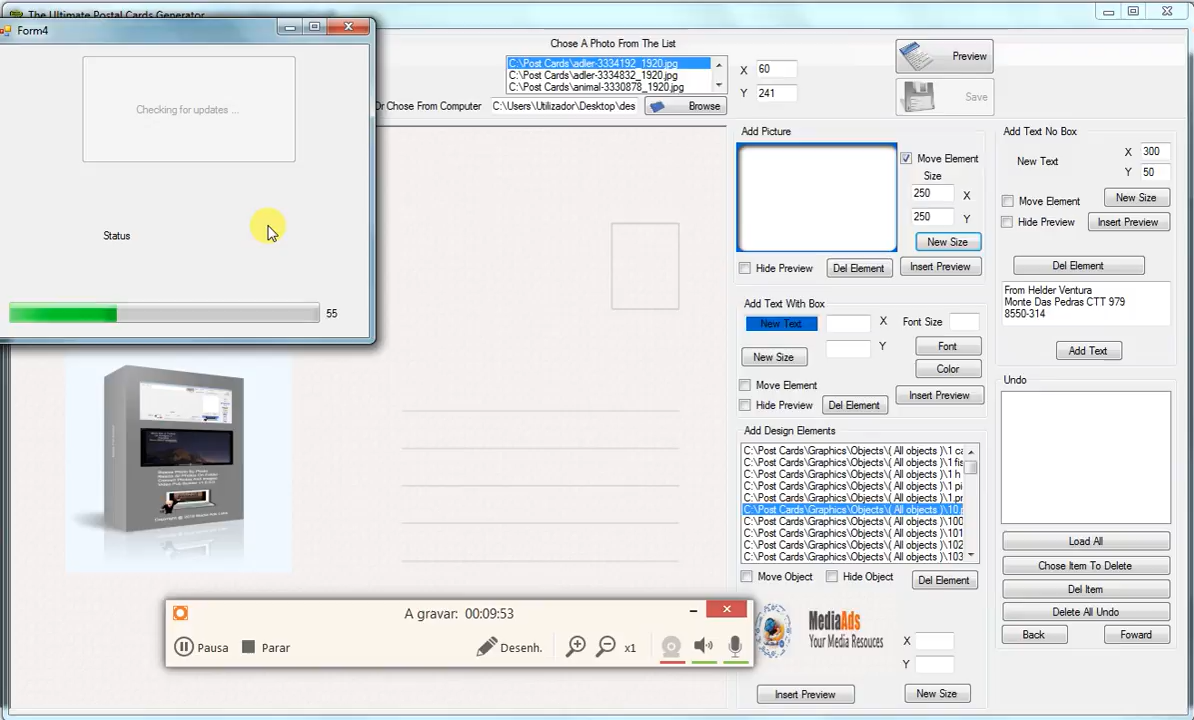 The Ultimate Postal Cards Generator
Form4
Checking for updates ...
Status
55
Chose A Photo From The List
C:\Post Cards\adler-3334192_1920.jpg
C:\Post Cards\adler-3334832_1920.jpg
C:\Post Cards\animal-3330878_1920.jpg
Or Chose From Computer
C:\Users\Utilizador\Desktop\des
Browse
X 60
Y 241
Preview
Save
Add Picture
Move Element
Size
250 X
250 Y
New Size
Hide Preview
Del Element
Insert Preview
Add Text With Box
New Text
X
Font Size
Y
Font
New Size
Color
Move Element
Insert Preview
Hide Preview
Del Element
Add Design Elements
C:\Post Cards\Graphics\Objects\( All objects )\1 ca
C:\Post Cards\Graphics\Objects\( All objects )\1 fis
C:\Post Cards\Graphics\Objects\( All objects )\1 h
C:\Post Cards\Graphics\Objects\( All objects )\1 pi
C:\Post Cards\Graphics\Objects\( All objects )\1.pr
C:\Post Cards\Graphics\Objects\( All objects )\10.p
C:\Post Cards\Graphics\Objects\( All objects )\100
C:\Post Cards\Graphics\Objects\( All objects )\101
C:\Post Cards\Graphics\Objects\( All objects )\102
C:\Post Cards\Graphics\Objects\( All objects )\103
Move Object
Hide Object
Del Element
MediaAds
Your Media Resouces
X
Y
Insert Preview
New Size
Add Text No Box
New Text
X 300
Y 50
Move Element
New Size
Hide Preview
Insert Preview
Del Element
From Helder Ventura
Monte Das Pedras CTT 979
8550-314
Add Text
Undo
Load All
Chose Item To Delete
Del Item
Delete All Undo
Back
Foward
A gravar: 00:09:53
Pausa
Parar
Desenh.
x1